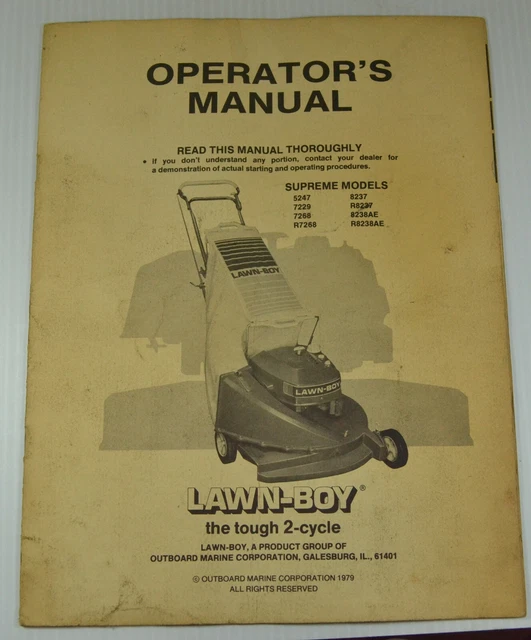 OPERATOR'S
MANUAL
READ THIS MANUAL THOROUGHLY
• If you don't understand any portion, contact your dealer for
a demonstration of actual starting and operating procedures.
SUPREME MODELS
5247 8237
7229 R8237
7268 8238AE
R7268 R8238AE
LAWN-BOY
LAWN-BOY
LAWN-BOY®
the tough 2-cycle
LAWN-BOY, A PRODUCT GROUP OF
OUTBOARD MARINE CORPORATION, GALESBURG, IL., 61401
© OUTBOARD MARINE CORPORATION 1979
ALL RIGHTS RESERVED